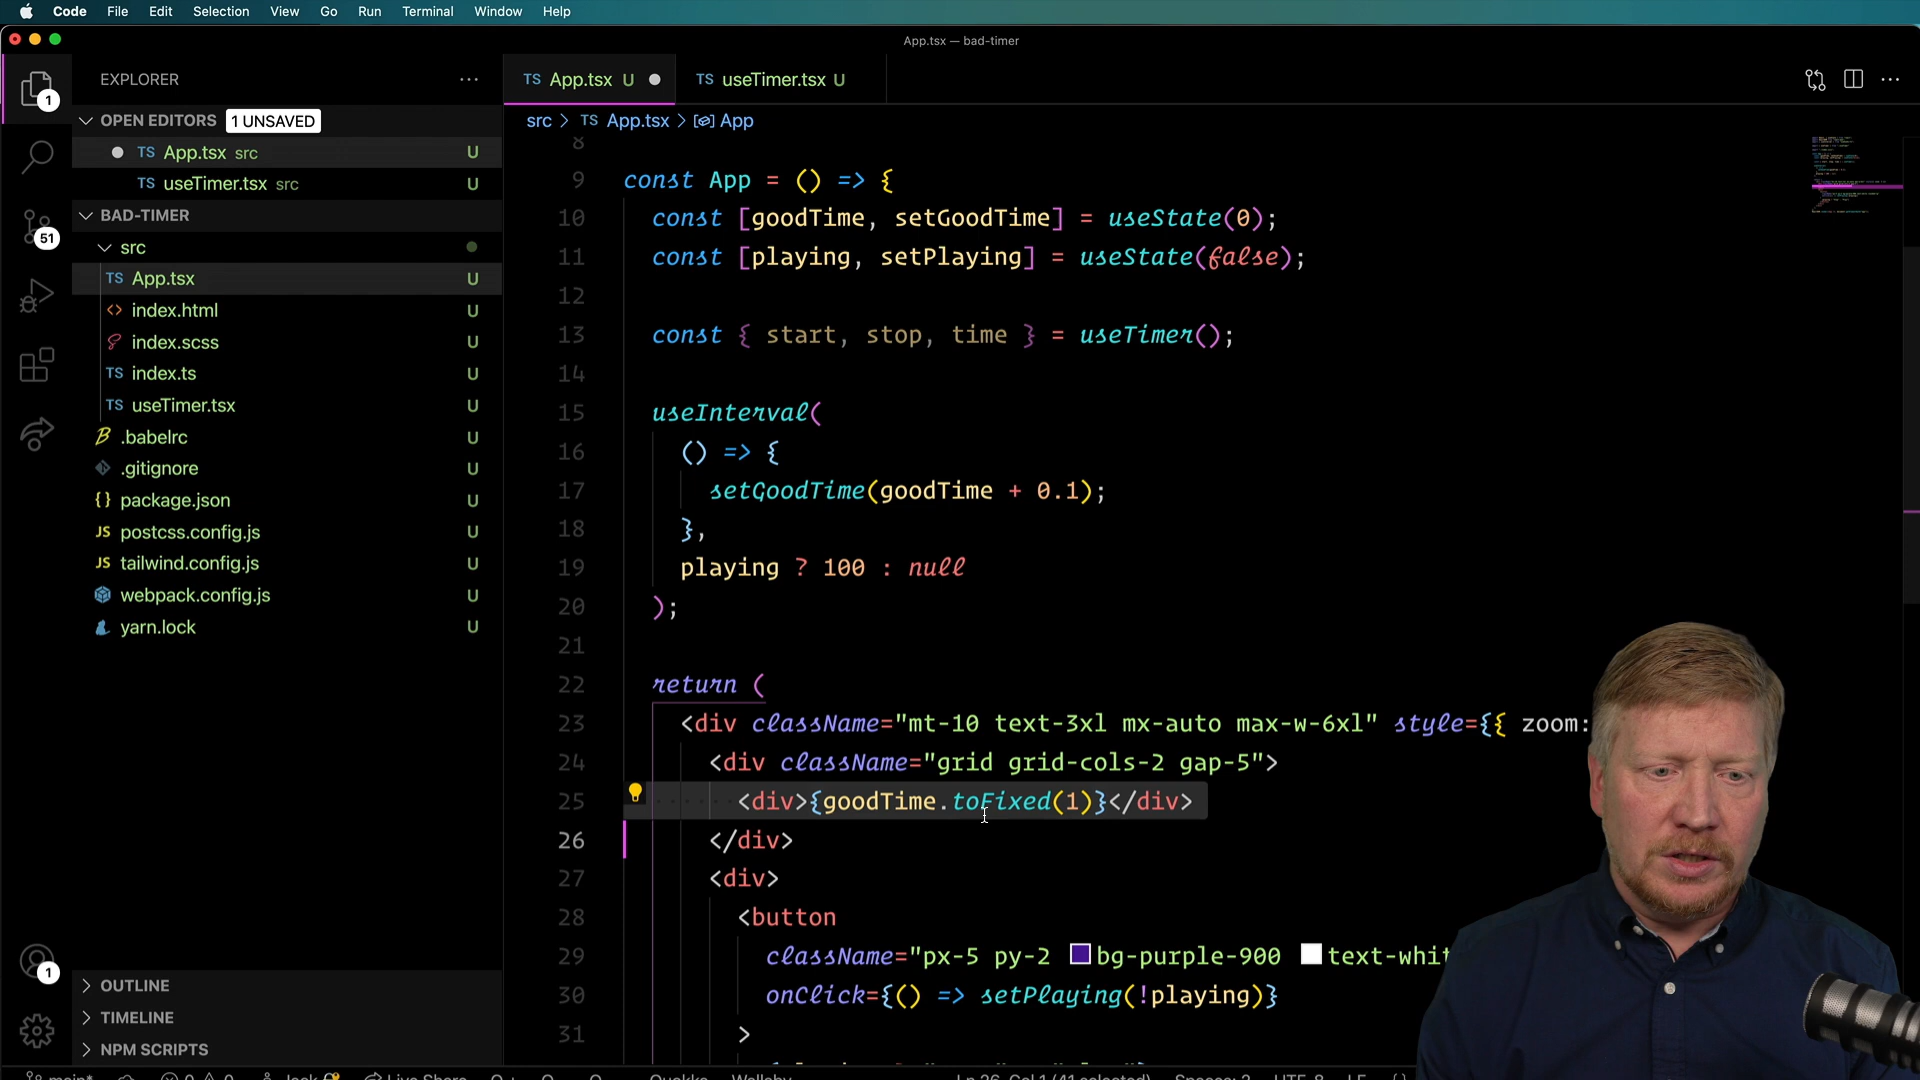 Code File Edit Selection View Go Run Terminal Window Help
App.tsx — bad-timer
EXPLORER
TS App.tsx U
TS useTimer.tsx U
1
OPEN EDITORS 1 UNSAVED
src > TS App.tsx > App
TS App.tsx src U
TS useTimer.tsx src U
BAD-TIMER
51
src
TS App.tsx U
<> index.html U
index.scss U
TS index.ts U
TS useTimer.tsx U
.babelrc U
.gitignore U
{} package.json U
JS postcss.config.js U
JS tailwind.config.js U
webpack.config.js U
yarn.lock U
1
OUTLINE
TIMELINE
NPM SCRIPTS
8
9 const App = () => {
10 const [goodTime, setGoodTime] = useState(0);
11 const [playing, setPlaying] = useState(false);
12
13 const { start, stop, time } = useTimer();
14
15 useInterval(
16 () => {
17 setGoodTime(goodTime + 0.1);
18 },
19 playing ? 100 : null
20 );
21
22 return (
23 <div className="mt-10 text-3xl mx-auto max-w-6xl" style={{ zoom:
24 <div className="grid grid-cols-2 gap-5">
25 <div>{goodTime.toFixed(1)}</div>
26 </div>
27 <div>
28 <button
29 className="px-5 py-2 bg-purple-900 text-whit
30 onClick={() => setPlaying(!playing)}
31 >